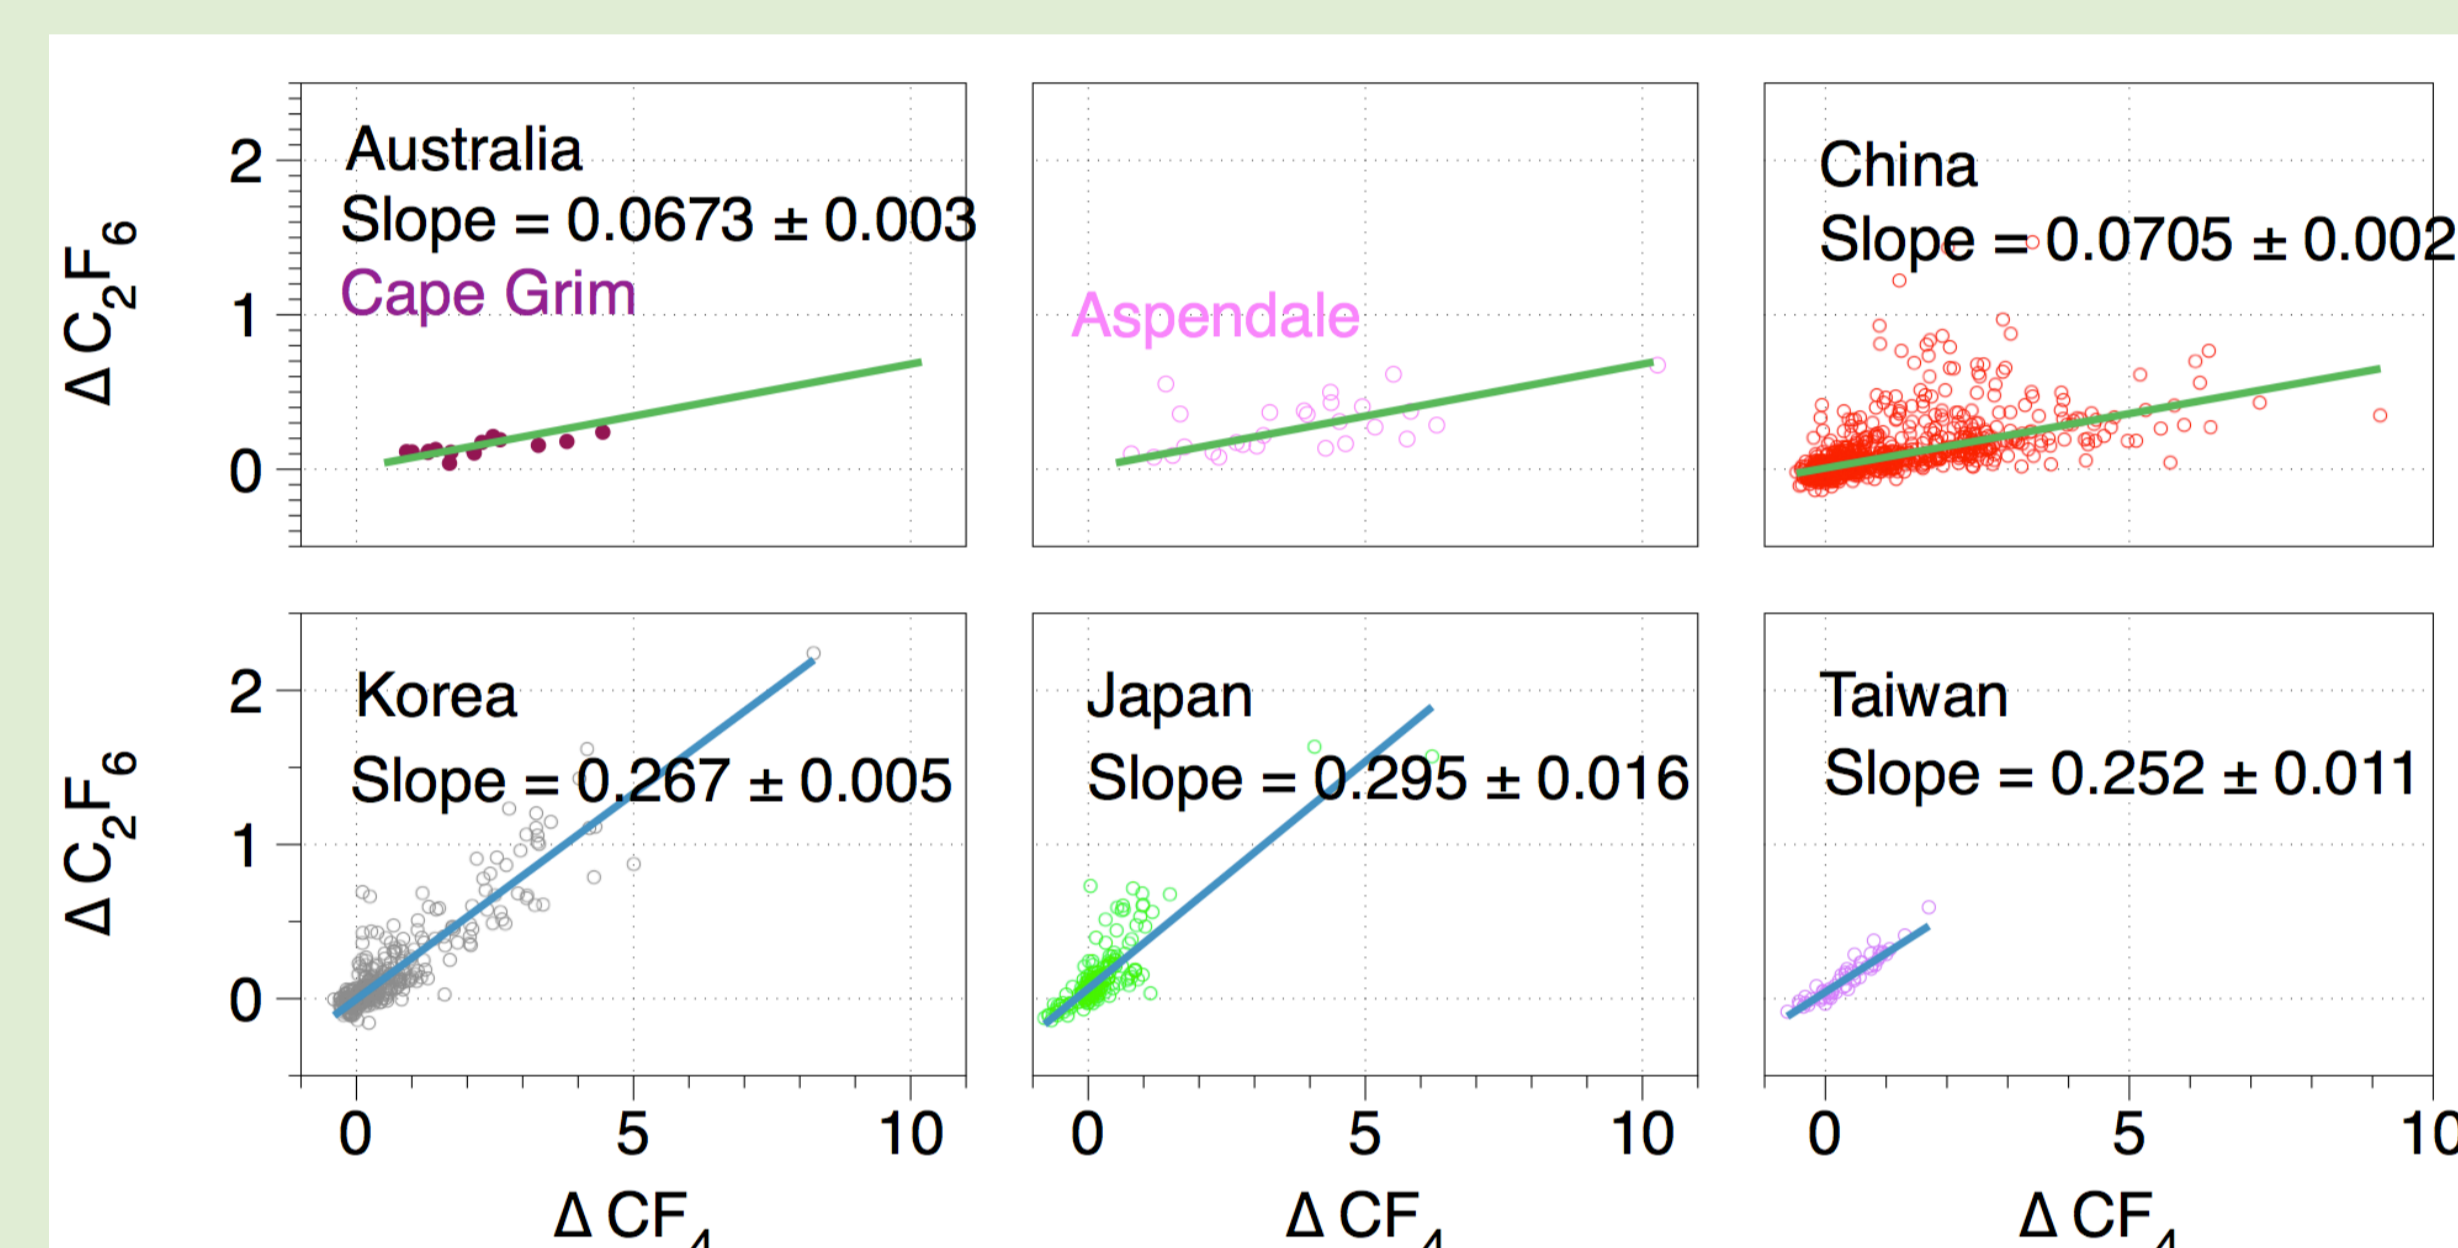 Australia
Slope = 0.0673 ± 0.003
Cape Grim
Δ C2F6
2
1
0
Aspendale
China
Slope = 0.0705 ± 0.002
Korea
Slope = 0.267 ± 0.005
Δ C2F6
2
1
0
0 5 10
Δ CF4
Japan
Slope = 0.295 ± 0.016
0 5 10
Δ CF4
Taiwan
Slope = 0.252 ± 0.011
0 5 10
Δ CF4